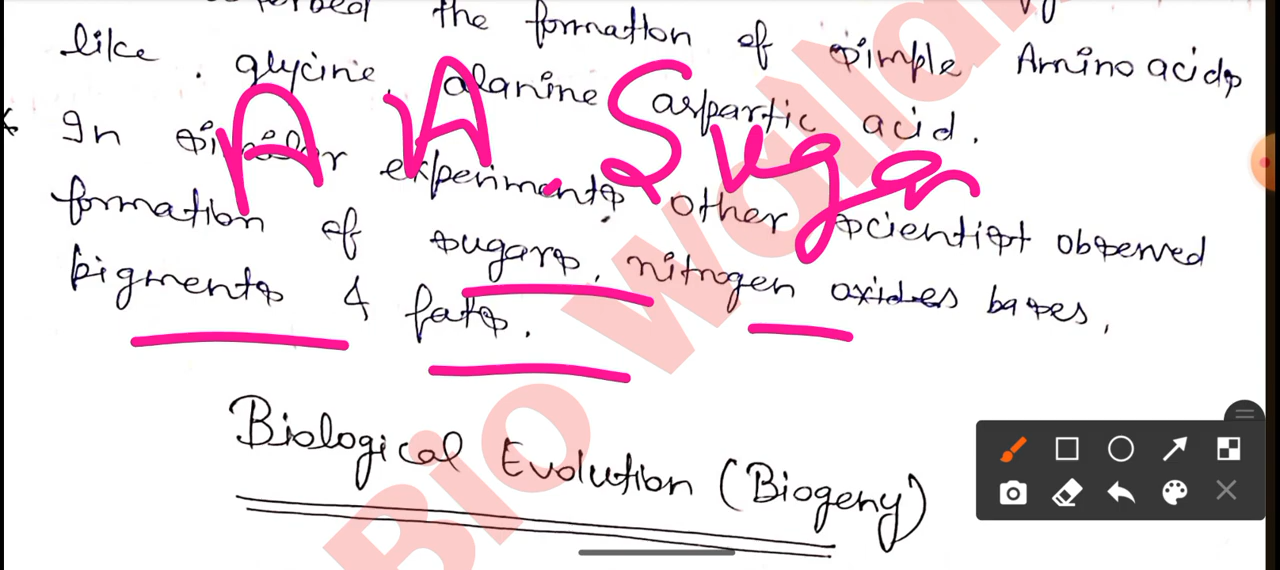 the formation of simple Amino acids
like . glycine, alanine aspartic acid.
In similar experiments, other scientist observed
formation of sugars, nitrogen oxides bases,
pigments & fats.
A A Sugar
Biological Evolution (Biogeny)
Bio